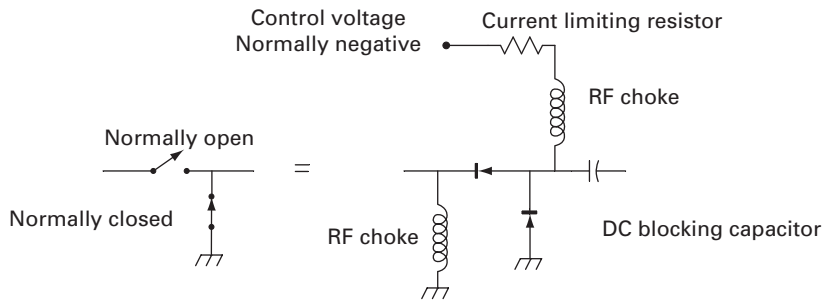 Control voltage
Normally negative
Current limiting resistor
RF choke
Normally open
=
Normally closed
RF choke
DC blocking capacitor